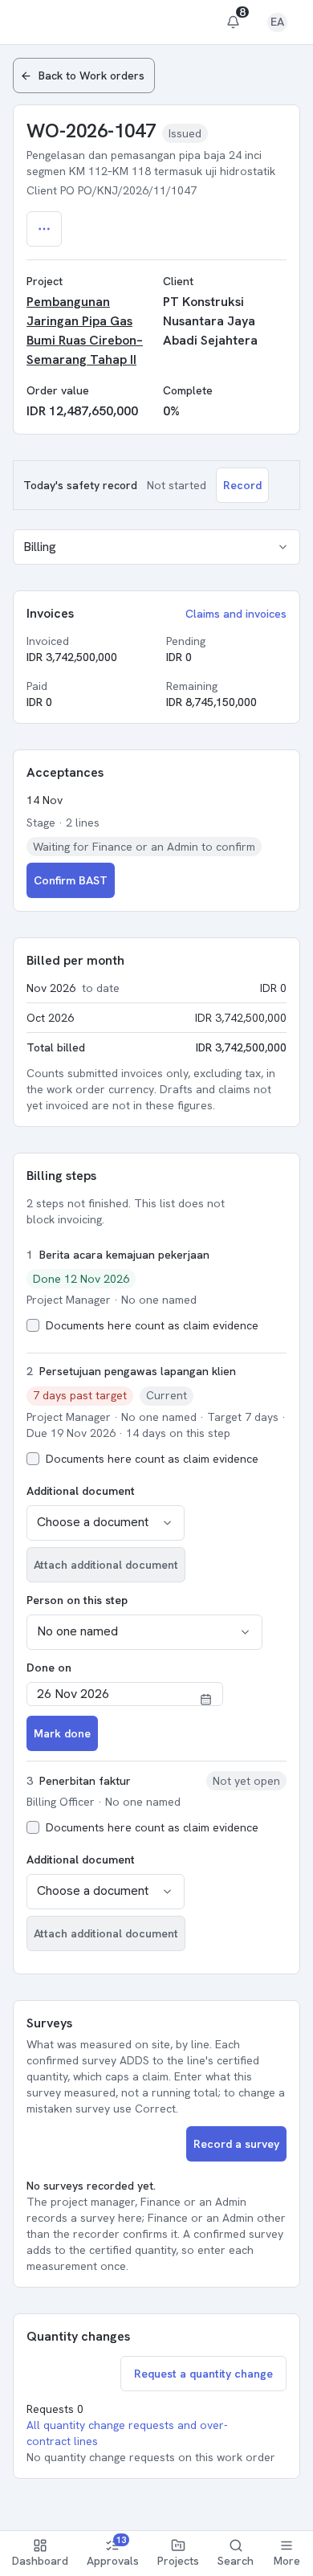 8
EA
Back to Work orders
WO-2026-1047 Issued
Pengelasan dan pemasangan pipa baja 24 inci
segmen KM 112–KM 118 termasuk uji hidrostatik
Client PO PO/KNJ/2026/11/1047
Project
Pembangunan
Jaringan Pipa Gas
Bumi Ruas Cirebon–
Semarang Tahap II
Client
PT Konstruksi
Nusantara Jaya
Abadi Sejahtera
Order value
IDR 12,487,650,000
Complete
0%
Today's safety record Not started Record
Billing
Invoices Claims and invoices
Invoiced
IDR 3,742,500,000
Pending
IDR 0
Paid
IDR 0
Remaining
IDR 8,745,150,000
Acceptances
14 Nov
Stage · 2 lines
Waiting for Finance or an Admin to confirm
Confirm BAST
Billed per month
Nov 2026 to date IDR 0
Oct 2026 IDR 3,742,500,000
Total billed IDR 3,742,500,000
Counts submitted invoices only, excluding tax, in
the work order currency. Drafts and claims not
yet invoiced are not in these figures.
Billing steps
2 steps not finished. This list does not
block invoicing.
1 Berita acara kemajuan pekerjaan
Done 12 Nov 2026
Project Manager · No one named
Documents here count as claim evidence
2 Persetujuan pengawas lapangan klien
7 days past target Current
Project Manager · No one named · Target 7 days ·
Due 19 Nov 2026 · 14 days on this step
Documents here count as claim evidence
Additional document
Choose a document
Attach additional document
Person on this step
No one named
Done on
26 Nov 2026
Mark done
3 Penerbitan faktur Not yet open
Billing Officer · No one named
Documents here count as claim evidence
Additional document
Choose a document
Attach additional document
Surveys
What was measured on site, by line. Each
confirmed survey ADDS to the line's certified
quantity, which caps a claim. Enter what this
survey measured, not a running total; to change a
mistaken survey use Correct.
Record a survey
No surveys recorded yet.
The project manager, Finance or an Admin
records a survey here; Finance or an Admin other
than the recorder confirms it. A confirmed survey
adds to the certified quantity, so enter each
measurement once.
Quantity changes
Request a quantity change
Requests 0
All quantity change requests and over-
contract lines
No quantity change requests on this work order
13
Dashboard Approvals Projects Search More